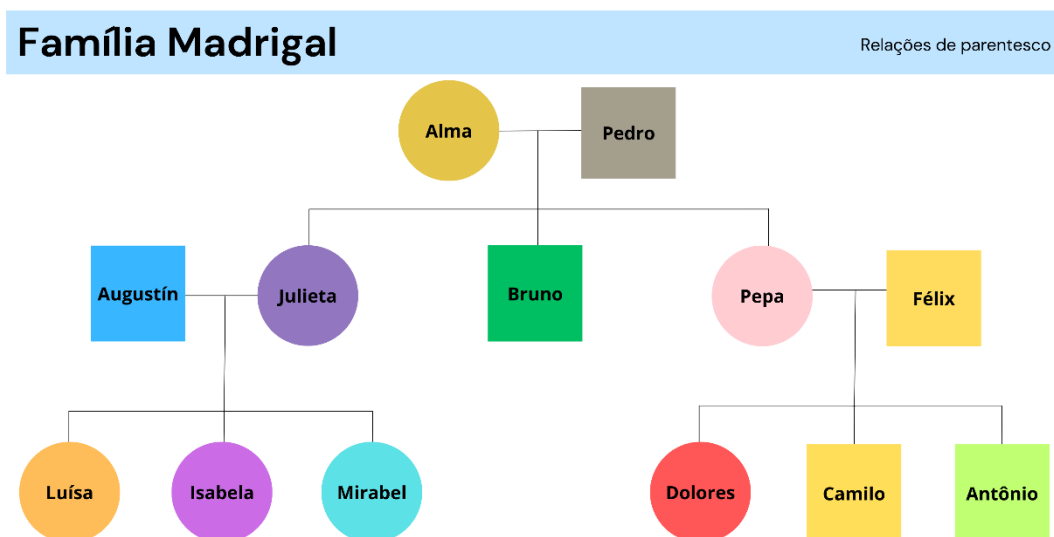 Família Madrigal
Relações de parentesco
Alma
Pedro
Augustín
Julieta
Bruno
Pepa
Félix
Luísa
Isabela
Mirabel
Dolores
Camilo
Antônio